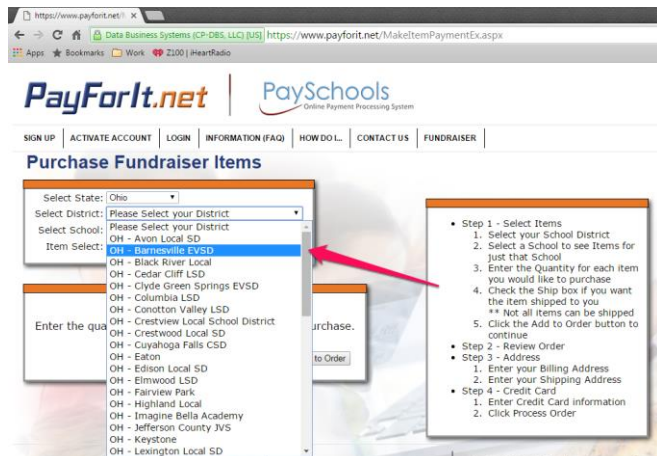 https://www.payforit.net/
Data Business Systems (CP-DBS, LLC) [US] https://www.payforit.net/MakeItemPaymentEx.aspx
Apps Bookmarks Work Z100 | iHeartRadio
PayForIt.net
PaySchools
Online Payment Processing System
SIGN UP ACTIVATE ACCOUNT LOGIN INFORMATION (FAQ) HOW DO I... CONTACT US FUNDRAISER
Purchase Fundraiser Items
Select State: Ohio
Select District: Please Select your District
Select School:
Item Select:
Please Select your District
OH - Avon Local SD
OH - Barnesville EVSD
OH - Black River Local
OH - Cedar Cliff LSD
OH - Clyde Green Springs EVSD
OH - Columbia LSD
OH - Conotton Valley LSD
OH - Crestview Local School District
OH - Crestwood Local SD
OH - Cuyahoga Falls CSD
OH - Eaton
OH - Edison Local SD
OH - Elmwood LSD
OH - Fairview Park
OH - Highland Local
OH - Imagine Bella Academy
OH - Jefferson County JVS
OH - Keystone
OH - Lexington Local SD
Enter the qua
urchase.
to Order
• Step 1 - Select Items
1. Select your School District
2. Select a School to see Items for
just that School
3. Enter the Quantity for each item
you would like to purchase
4. Check the Ship box if you want
the item shipped to you
** Not all items can be shipped
5. Click the Add to Order button to
continue
• Step 2 - Review Order
• Step 3 - Address
1. Enter your Billing Address
2. Enter your Shipping Address
• Step 4 - Credit Card
1. Enter Credit Card information
2. Click Process Order